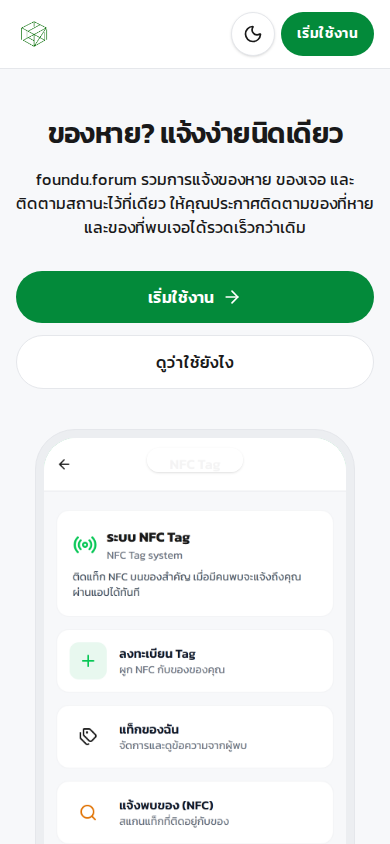 เริ่มใช้งาน
ของหาย? แจ้งง่ายนิดเดียว
foundu.forum รวมการแจ้งของหาย ของเจอ และ
ติดตามสถานะไว้ที่เดียว ให้คุณประกาศติดตามของที่หาย
และของที่พบเจอได้รวดเร็วกว่าเดิม
เริ่มใช้งาน
ดูว่าใช้ยังไง
NFC Tag
ระบบ NFC Tag
NFC Tag system
ติดแท็ก NFC บนของสำคัญ เมื่อมีคนพบจะแจ้งถึงคุณ
ผ่านแอปได้ทันที
ลงทะเบียน Tag
ผูก NFC กับของของคุณ
แท็กของฉัน
จัดการและดูข้อความจากผู้พบ
แจ้งพบของ (NFC)
สแกนแท็กที่ติดอยู่กับของ